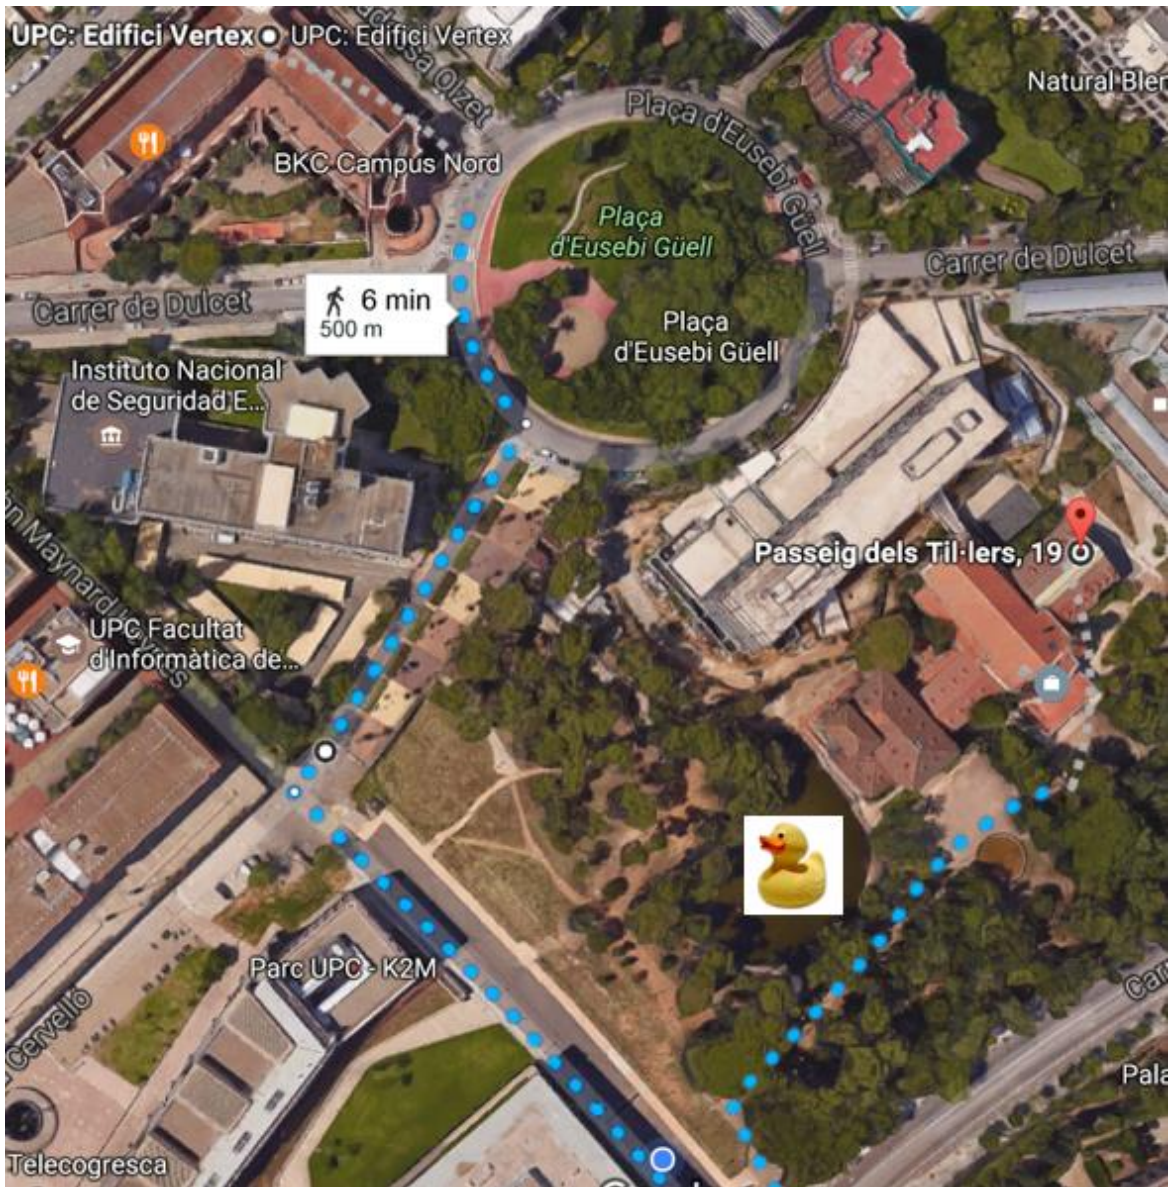 UPC: Edifici Vertex UPC: Edifici Vertex
Natural Bler
Plaça d'Eusebi Güell
BKC Campus Nord
Plaça
d'Eusebi Güell
Carrer de Dulcet
Carrer de Dulcet
6 min
500 m
Plaça
d'Eusebi Güell
Instituto Nacional
de Seguridad E...
Passeig dels Til·lers, 19
UPC Facultat
d'Informàtica de...
Parc UPC - K2M
Cervelló
Pala
Telecogresca